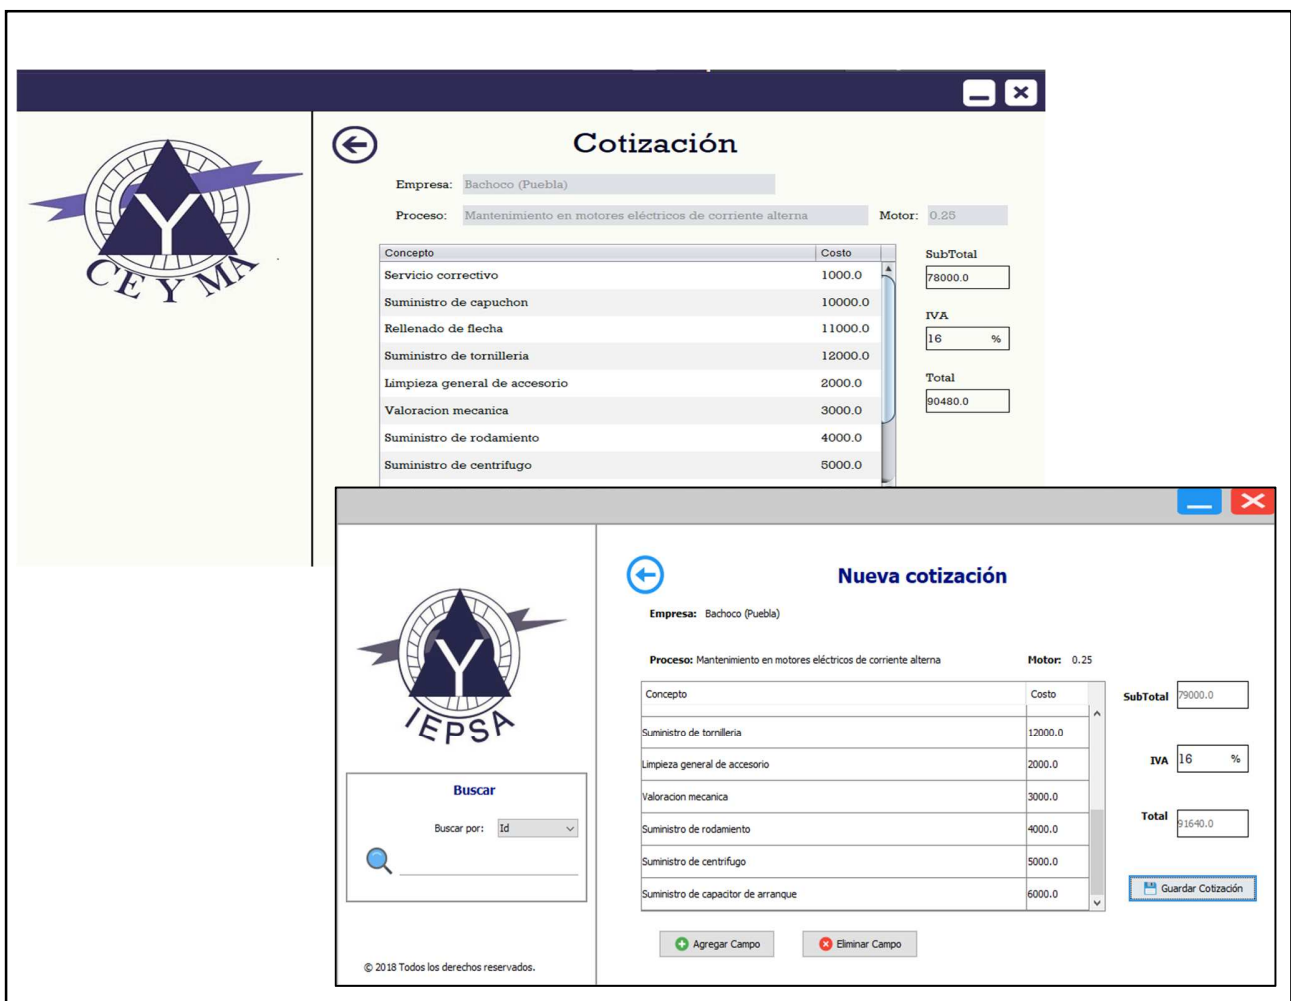 Cotización
Empresa: Bachoco (Puebla)
Proceso: Mantenimiento en motores eléctricos de corriente alterna Motor: 0.25
Concepto Costo
Servicio correctivo 1000.0
Suministro de capuchon 10000.0
Rellenado de flecha 11000.0
Suministro de tornilleria 12000.0
Limpieza general de accesorio 2000.0
Valoracion mecanica 3000.0
Suministro de rodamiento 4000.0
Suministro de centrifugo 5000.0
SubTotal
78000.0
IVA
16 %
Total
90480.0
Y
CEYMA
Nueva cotización
Empresa: Bachoco (Puebla)
Proceso: Mantenimiento en motores eléctricos de corriente alterna Motor: 0.25
Concepto Costo
Suministro de tornilleria 12000.0
Limpieza general de accesorio 2000.0
Valoracion mecanica 3000.0
Suministro de rodamiento 4000.0
Suministro de centrifugo 5000.0
Suministro de capacitor de arranque 6000.0
SubTotal 79000.0
IVA 16 %
Total 91640.0
Guardar Cotización
Agregar Campo Eliminar Campo
Y
IEPSA
Buscar
Buscar por: Id
© 2018 Todos los derechos reservados.